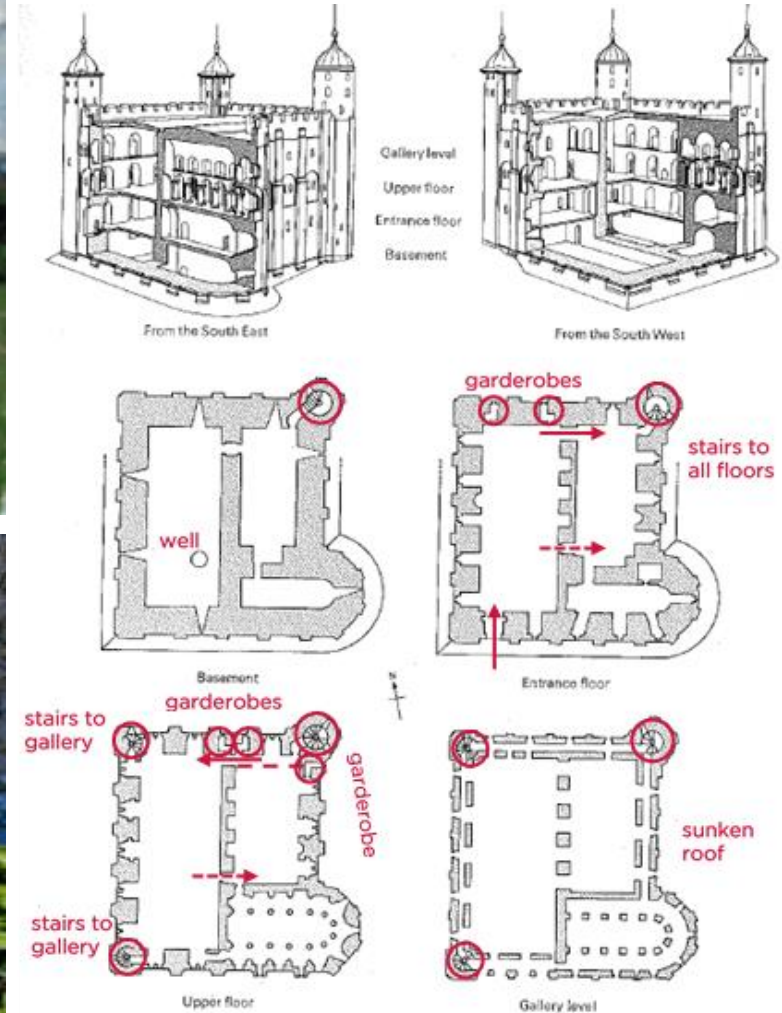 Gallery level
Upper floor
Entrance floor
Basement
From the South East
From the South West
garderobes
stairs to
all floors
well
Basement
Entrance floor
N
stairs to
gallery
garderobes
garderobe
sunken
roof
stairs to
gallery
Upper floor
Gallery level